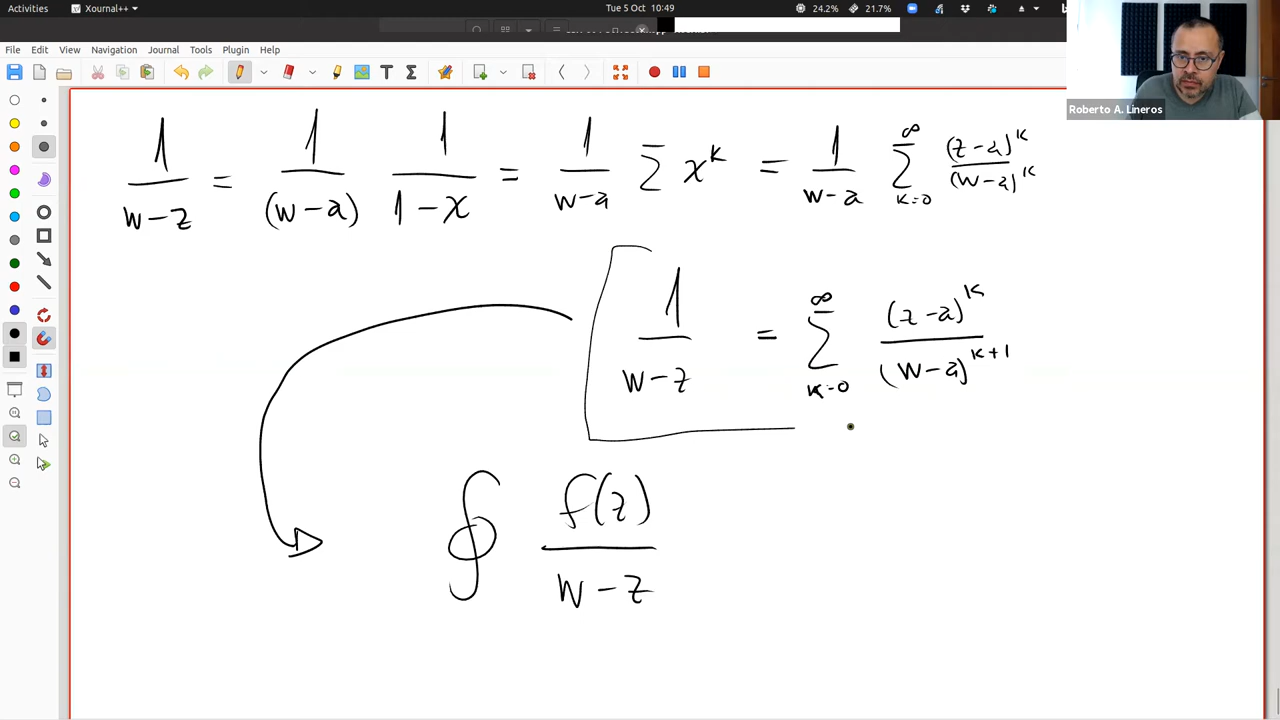 Activities Xournal++ Tue 5 Oct 10:49 24.2% 21.7%
File Edit View Navigation Journal Tools Plugin Help
Roberto A. Lineros
1/(w-z) = 1/(w-a) 1/(1-x) = 1/(w-a) Σ x^k = 1/(w-a) Σ_{k=0}^{∞} (z-a)^k/(w-a)^k
1/(w-z) = Σ_{k=0}^{∞} (z-a)^k/(w-a)^{k+1}
∮ f(z)/(w-z)